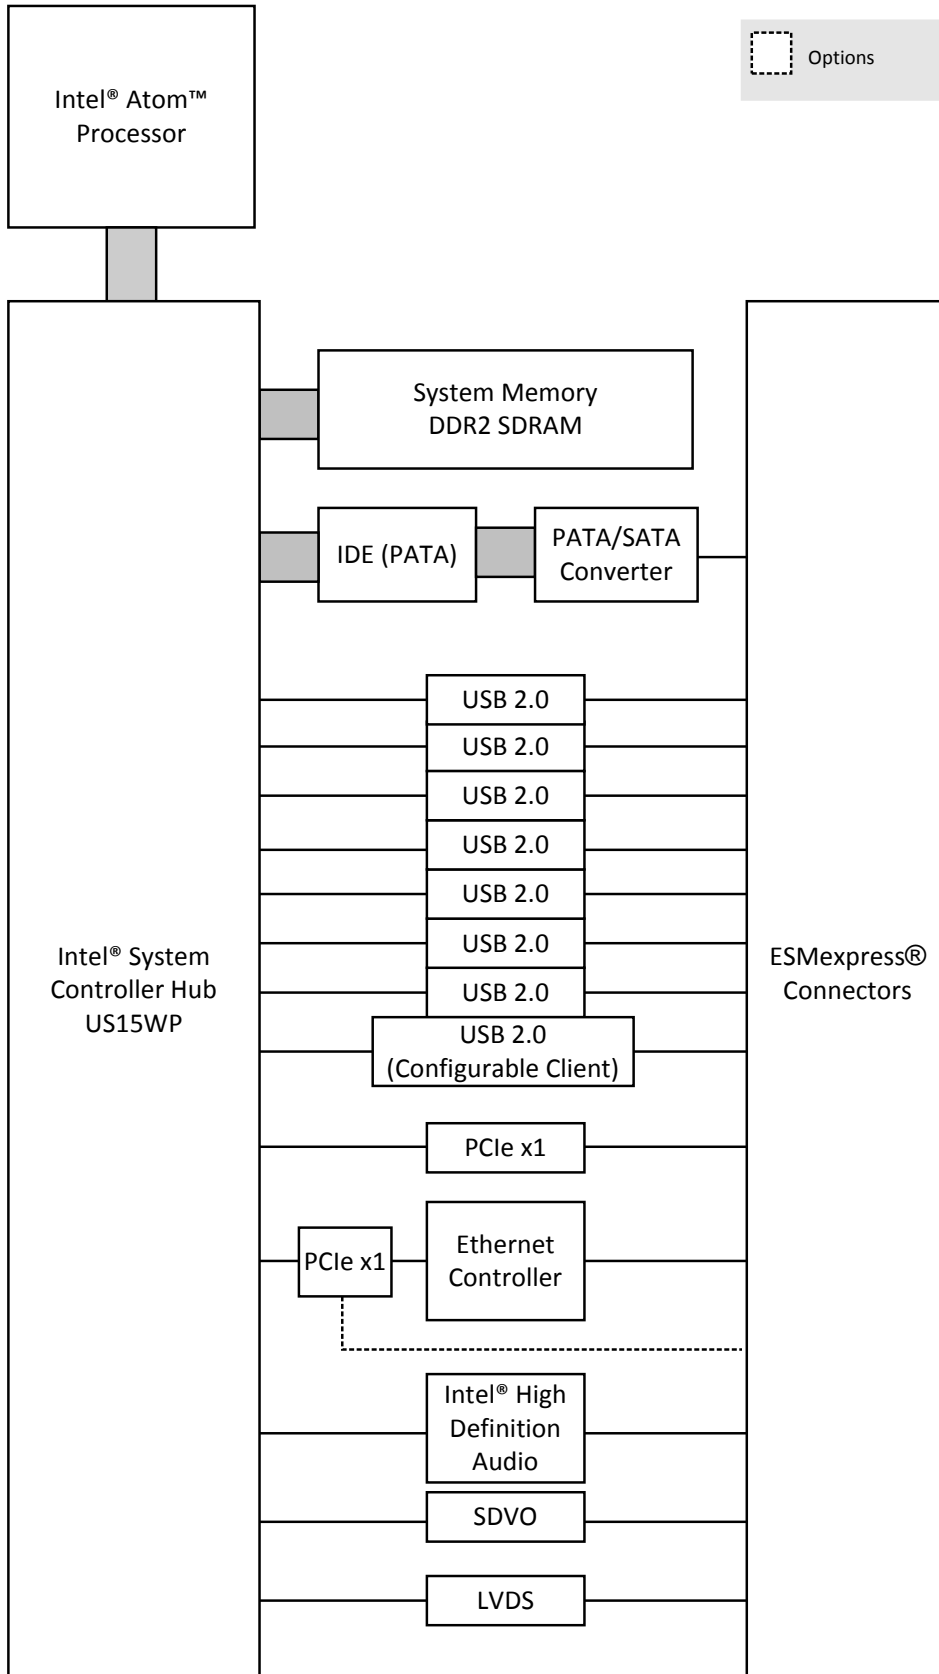 Intel® Atom™
Processor
Options
System Memory
DDR2 SDRAM
IDE (PATA)
PATA/SATA
Converter
USB 2.0
USB 2.0
USB 2.0
USB 2.0
USB 2.0
USB 2.0
USB 2.0
USB 2.0
(Configurable Client)
Intel® System
Controller Hub
US15WP
ESMexpress®
Connectors
PCIe x1
PCIe x1
Ethernet
Controller
Intel® High
Definition
Audio
SDVO
LVDS